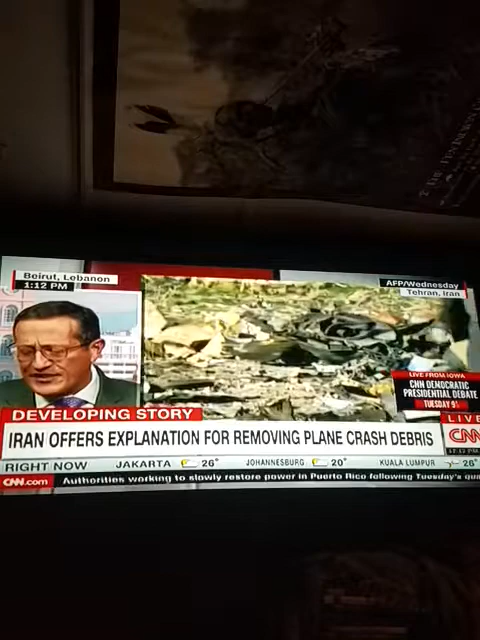 Beirut, Lebanon
1:12 PM
AFP/Wednesday
Tehran, Iran
LIVE FROM IOWA
CNN DEMOCRATIC
PRESIDENTIAL DEBATE
TUESDAY 9
DEVELOPING STORY
LIVE
IRAN OFFERS EXPLANATION FOR REMOVING PLANE CRASH DEBRIS
CNN
RIGHT NOW JAKARTA 26° JOHANNESBURG 20° KUALA LUMPUR 26°
CNN.com Authorities working to slowly restore power in Puerto Rico following Tuesday's qua